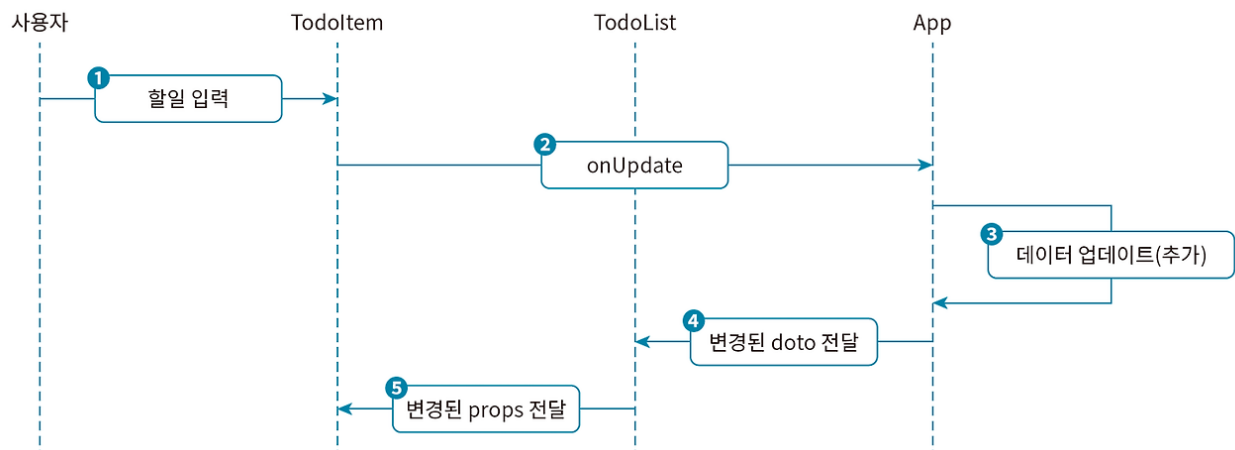 사용자 TodoItem TodoList App
1 할일 입력
2 onUpdate
3 데이터 업데이트(추가)
4 변경된 doto 전달
5 변경된 props 전달